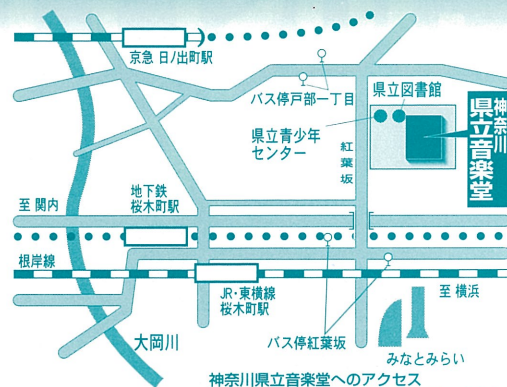 京急 日ノ出町駅
バス停戸部一丁目
県立図書館
県立青少年
センター
神奈川
県立音楽堂
紅葉坂
地下鉄
桜木町駅
至 関内
根岸線
JR・東横線
桜木町駅
至 横浜
大岡川
バス停紅葉坂
みなとみらい
神奈川県立音楽堂へのアクセス